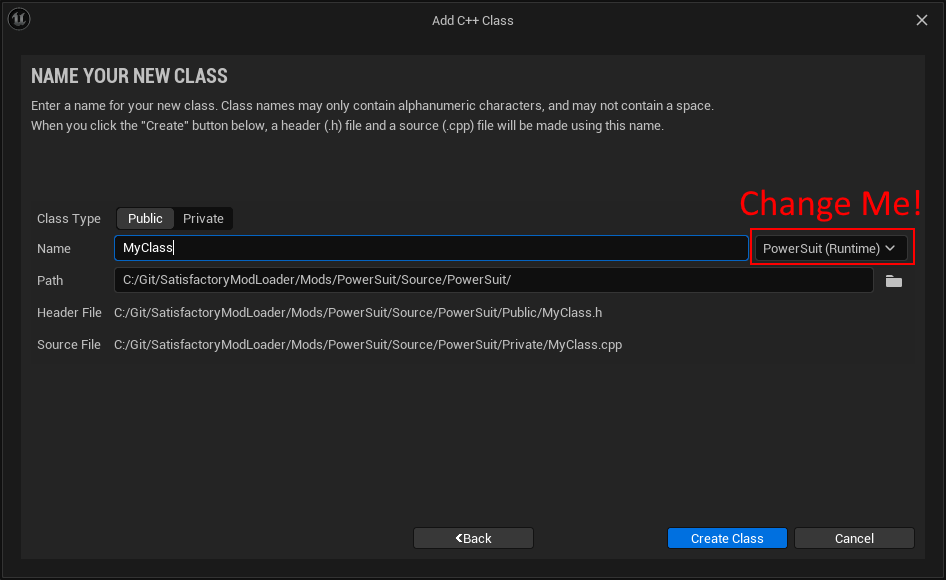 Add C++ Class
NAME YOUR NEW CLASS
Enter a name for your new class. Class names may only contain alphanumeric characters, and may not contain a space.
When you click the "Create" button below, a header (.h) file and a source (.cpp) file will be made using this name.
Change Me!
Class Type Public Private
Name MyClass PowerSuit (Runtime)
Path C:/Git/SatisfactoryModLoader/Mods/PowerSuit/Source/PowerSuit/
Header File C:/Git/SatisfactoryModLoader/Mods/PowerSuit/Source/PowerSuit/Public/MyClass.h
Source File C:/Git/SatisfactoryModLoader/Mods/PowerSuit/Source/PowerSuit/Private/MyClass.cpp
Back Create Class Cancel